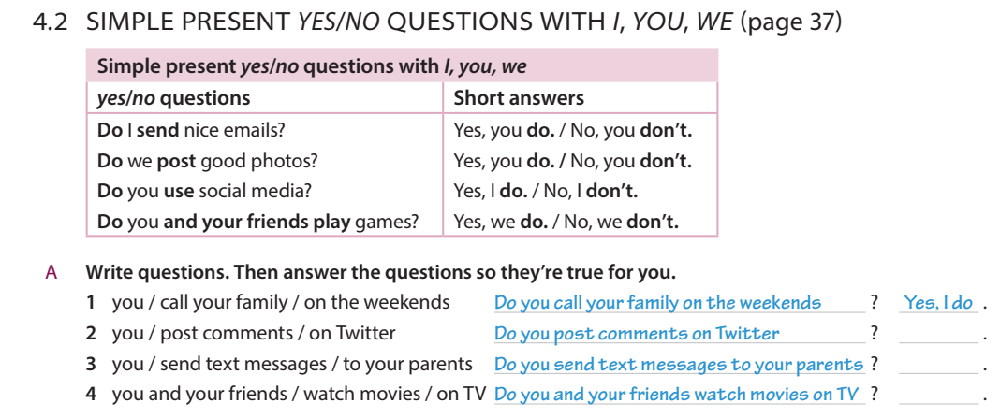 4.2 SIMPLE PRESENT YES/NO QUESTIONS WITH I, YOU, WE (page 37)
Simple present yes/no questions with I, you, we
yes/no questions Short answers
Do I send nice emails? Yes, you do. / No, you don't.
Do we post good photos? Yes, you do. / No, you don't.
Do you use social media? Yes, I do. / No, I don't.
Do you and your friends play games? Yes, we do. / No, we don't.
A Write questions. Then answer the questions so they're true for you.
1 you / call your family / on the weekends Do you call your family on the weekends ? Yes, I do .
2 you / post comments / on Twitter Do you post comments on Twitter ? .
3 you / send text messages / to your parents Do you send text messages to your parents ? .
4 you and your friends / watch movies / on TV Do you and your friends watch movies on TV ? .